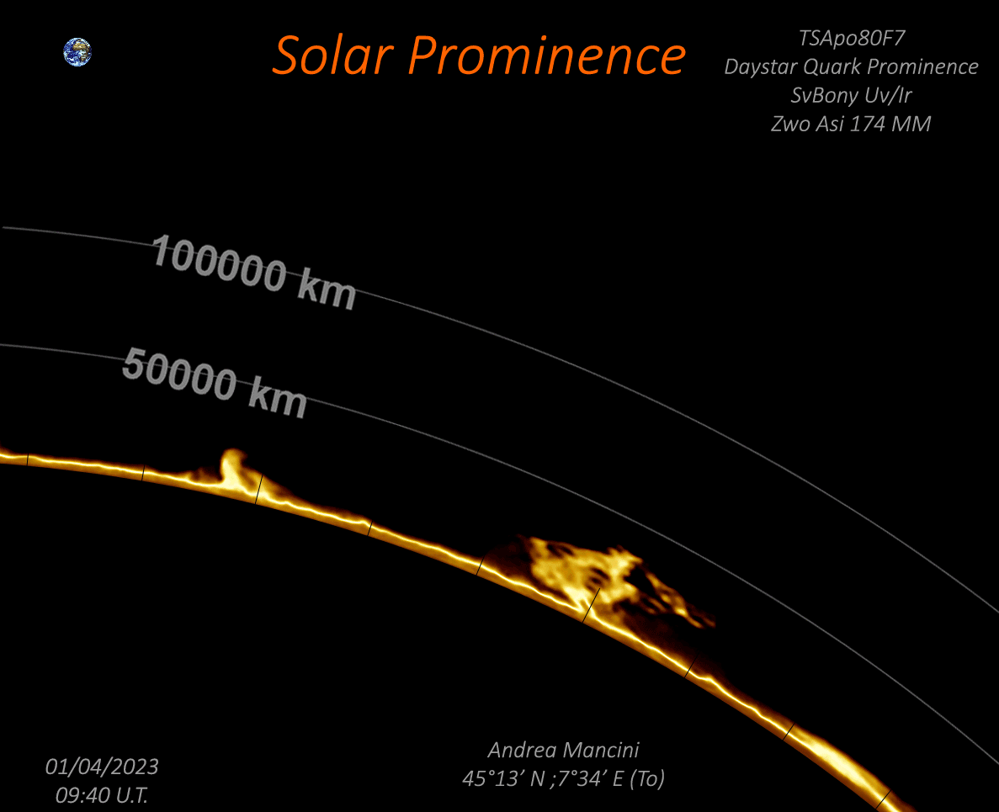 Solar Prominence
TSApo80F7
Daystar Quark Prominence
SvBony Uv/Ir
Zwo Asi 174 MM
100000 km
50000 km
Andrea Mancini
45°13’ N ;7°34’ E (To)
01/04/2023
09:40 U.T.